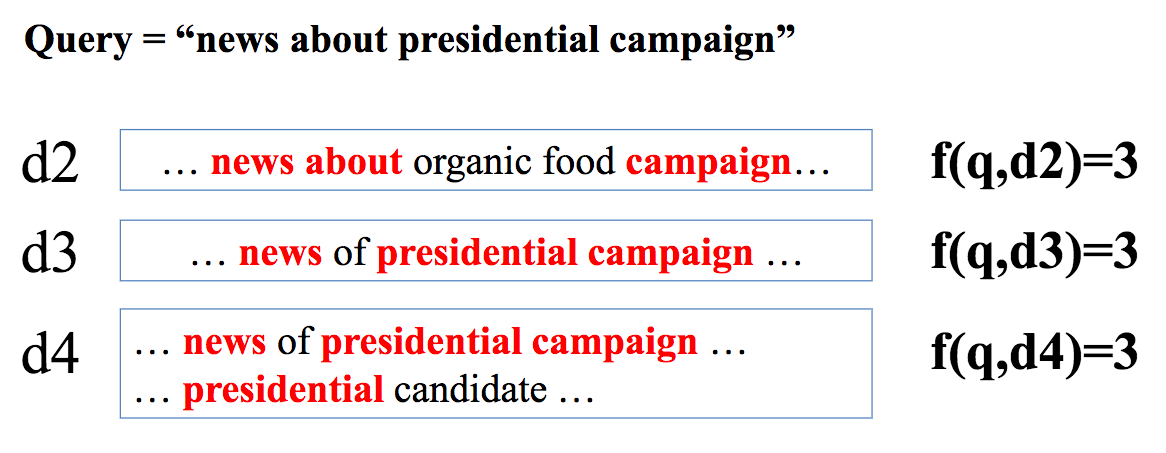 Query = “news about presidential campaign”
d2 … news about organic food campaign… f(q,d2)=3
d3 … news of presidential campaign … f(q,d3)=3
d4 … news of presidential campaign … f(q,d4)=3
… presidential candidate …